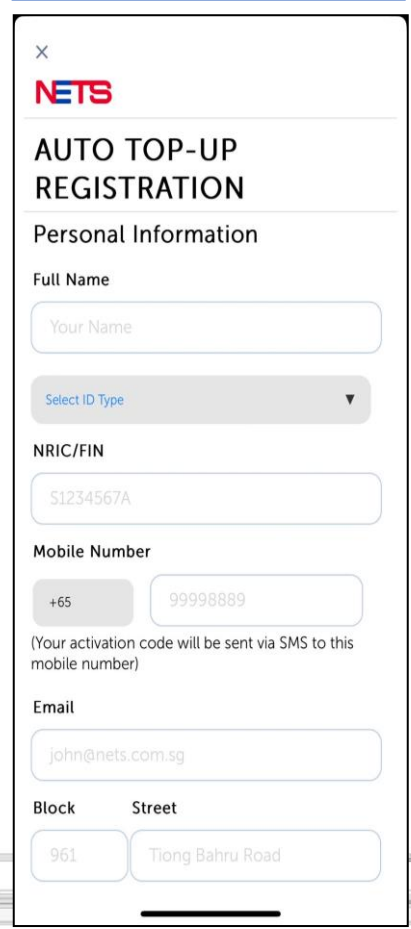 ×
NETS
AUTO TOP-UP
REGISTRATION
Personal Information
Full Name
Your Name
Select ID Type ▼
NRIC/FIN
S1234567A
Mobile Number
+65 99998889
(Your activation code will be sent via SMS to this
mobile number)
Email
john@nets.com.sg
Block Street
961 Tiong Bahru Road